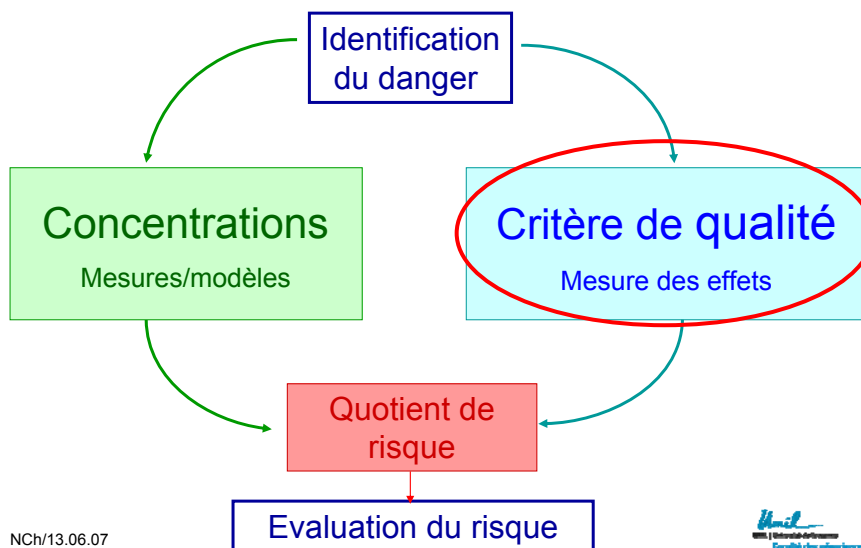 Identification
du danger
Concentrations
Mesures/modèles
Critère de qualité
Mesure des effets
Quotient de
risque
Evaluation du risque
NCh/13.06.07
Unil